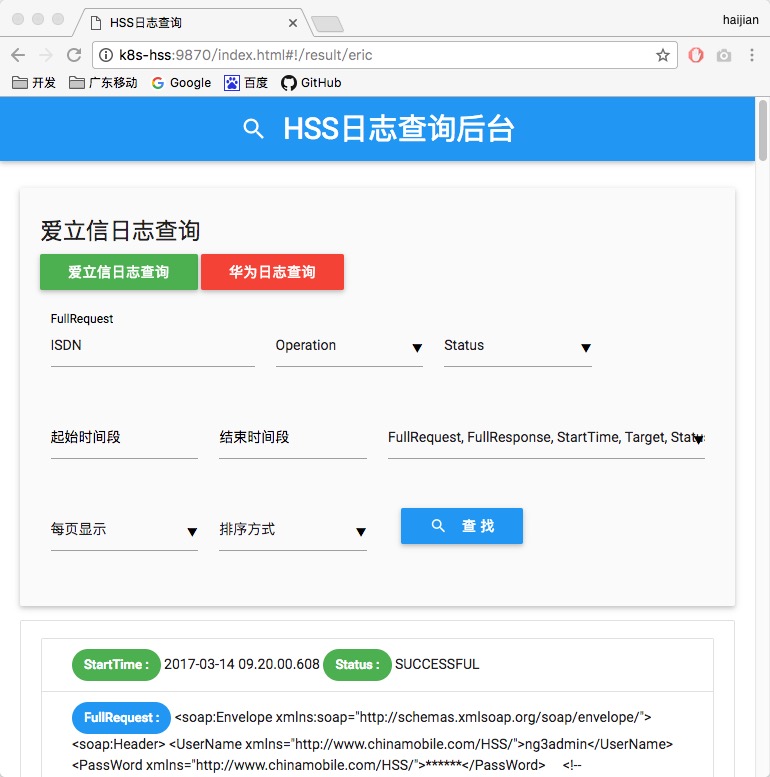 HSS日志查询
haijian
k8s-hss:9870/index.html#!/result/eric
开发 广东移动 Google 百度 GitHub
HSS日志查询后台
爱立信日志查询
爱立信日志查询 华为日志查询
FullRequest
ISDN Operation Status
起始时间段 结束时间段 FullRequest, FullResponse, StartTime, Target, Statu
每页显示 排序方式 查 找
StartTime : 2017-03-14 09.20.00.608 Status : SUCCESSFUL
FullRequest : <soap:Envelope xmlns:soap="http://schemas.xmlsoap.org/soap/envelope/">
<soap:Header> <UserName xmlns="http://www.chinamobile.com/HSS/">ng3admin</UserName>
<PassWord xmlns="http://www.chinamobile.com/HSS/">******</PassWord> <!--